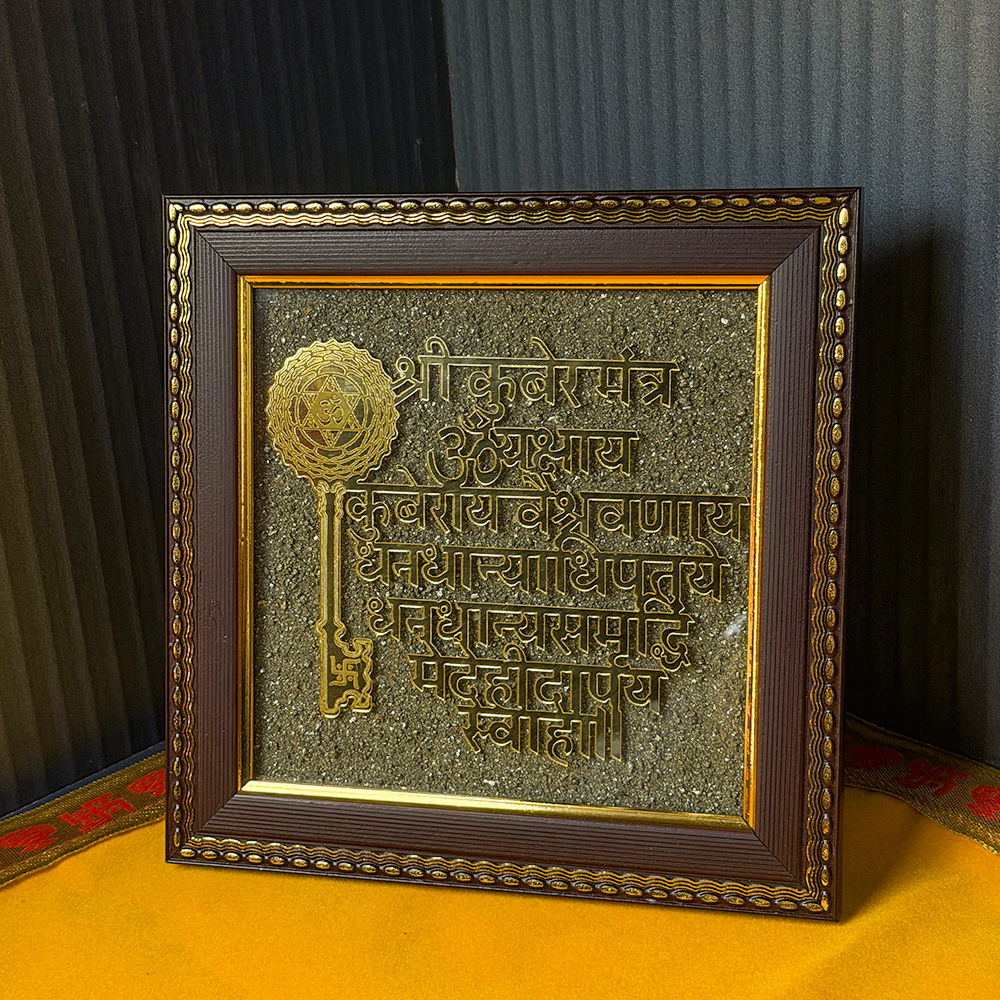 ॐ
श्री कुबेर मंत्र
ॐ यक्षाय
कुबेराय वैश्रवणाय
धनधान्याधिपतये
धनधान्यसमृद्धि
मेदेहीदापय
स्वाहा॥